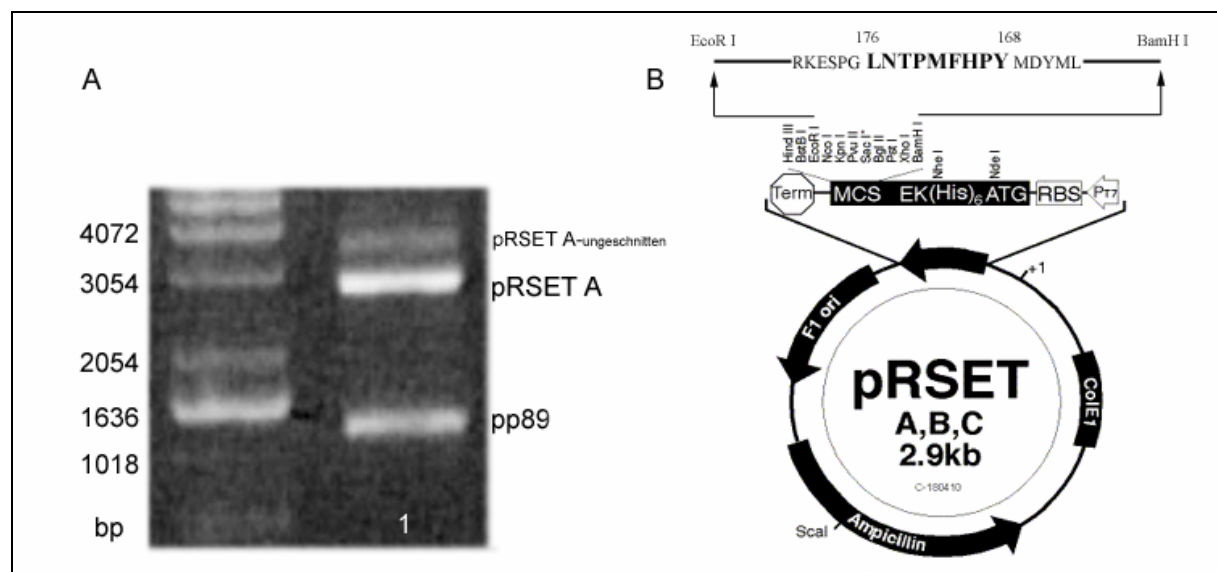 A
4072
3054
2054
1636
1018
bp
pRSET A-ungeschnitten
pRSET A
pp89
1
B
EcoR I
176
168
BamH I
RKESPG LNTPMFHPY MDYML
Hind III
BstB I
EcoR I
Nco I
Kpn I
Pvu II
Sac I*
Bgl II
Pst I
Xho I
BamH I
Nhe I
Nde I
Term
MCS EK(His)6ATG
RBS
PT7
+1
F1 ori
ColE1
Ampicillin
ScaI
pRSET
A,B,C
2.9kb
C-180410